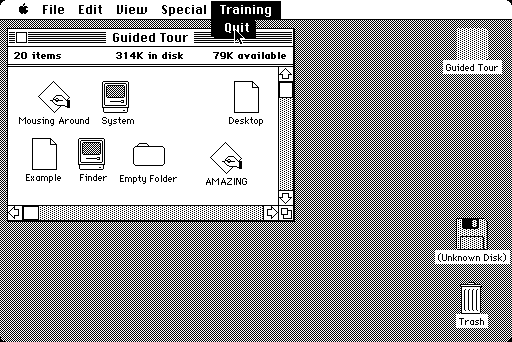 File Edit View Special Training
Quit
Guided Tour
20 items 314K in disk 79K available
Mousing Around System Desktop
Example Finder Empty Folder AMAZING
Guided Tour
(Unknown Disk)
Trash